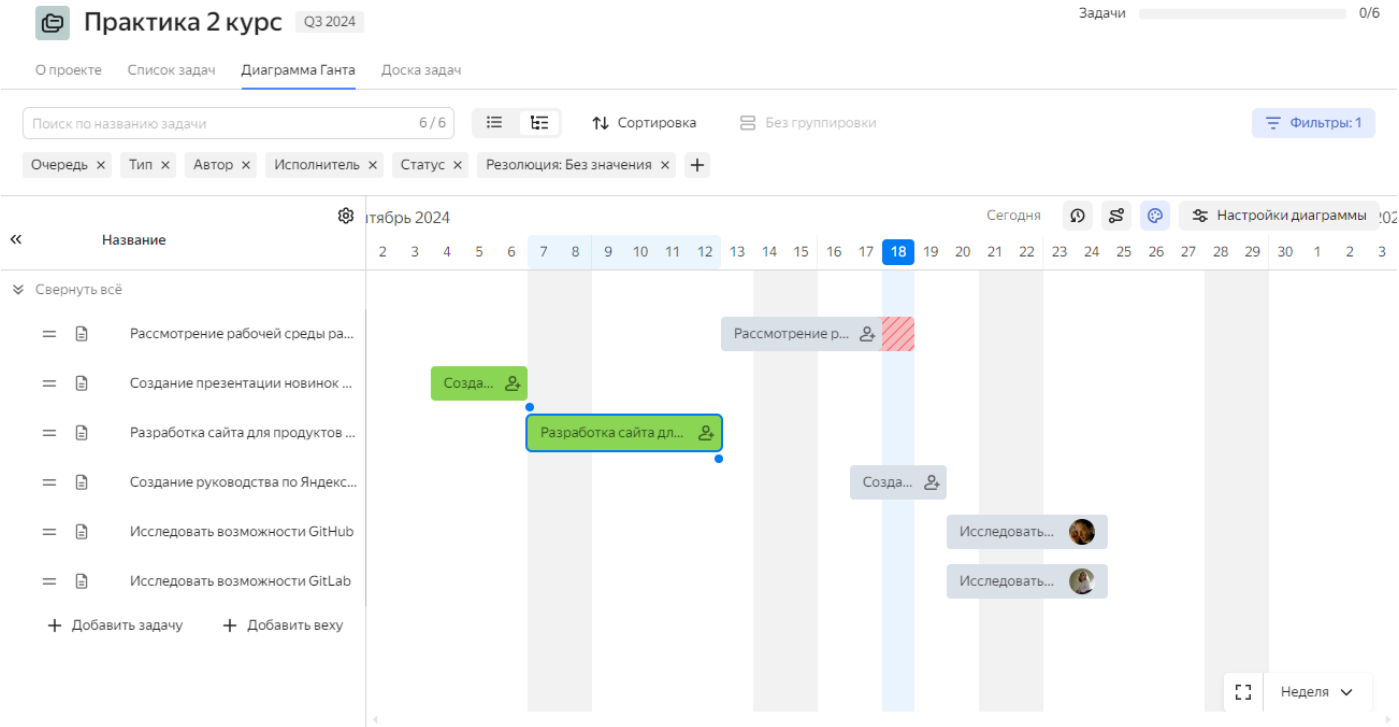 Практика 2 курс Q3 2024
Задачи 0/6
О проекте Список задач Диаграмма Ганта Доска задач
Поиск по названию задачи 6 / 6 Сортировка Без группировки Фильтры: 1
Очередь × Тип × Автор × Исполнитель × Статус × Резолюция: Без значения × +
нтябрь 2024 Сегодня Настройки диаграммы 202
Название
2 3 4 5 6 7 8 9 10 11 12 13 14 15 16 17 18 19 20 21 22 23 24 25 26 27 28 29 30 1 2 3
Свернуть всё
Рассмотрение рабочей среды ра... Рассмотрение р...
Создание презентации новинок ... Созда...
Разработка сайта для продуктов ... Разработка сайта дл...
Создание руководства по Яндекс... Созда...
Исследовать возможности GitHub Исследовать...
Исследовать возможности GitLab Исследовать...
+ Добавить задачу + Добавить веху
Неделя